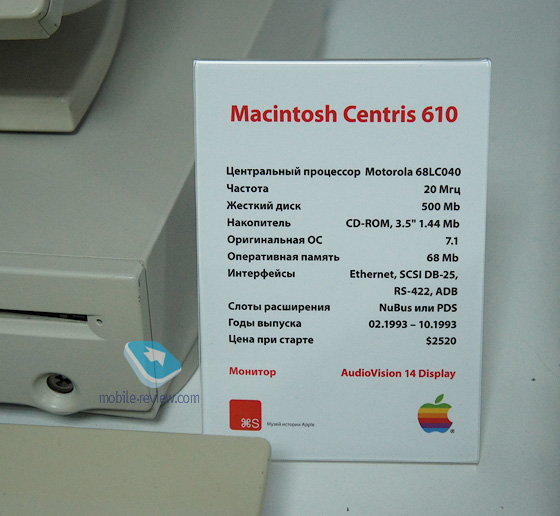 Macintosh Centris 610
Центральный процессор Motorola 68LC040
Частота 20 Мгц
Жесткий диск 500 Mb
Накопитель CD-ROM, 3.5" 1.44 Mb
Оригинальная ОС 7.1
Оперативная память 68 Mb
Интерфейсы Ethernet, SCSI DB-25,
RS-422, ADB
Слоты расширения NuBus или PDS
Годы выпуска 02.1993 – 10.1993
Цена при старте $2520
Монитор AudioVision 14 Display
⌘S Музей истории Apple
mobile-review.com